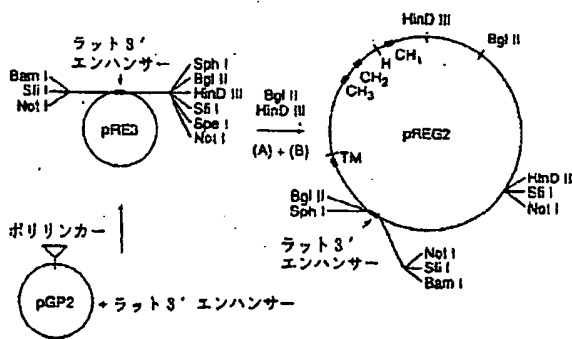 ラット3′
エンハンサー
Bam I
Sfi I
Not I
Sph I
Bgl II
HinD III
Sfi I
Spe I
Not I
pRE3
Bgl II
HinD III
(A) + (B)
ポリリンカー
pGP2
+ ラット3′ エンハンサー
HinD III
Bgl II
H
CH1
CH2
CH3
pREG2
TM
Bgl II
Sph I
HinD III
Sfi I
Not I
ラット3′
エンハンサー
Not I
Sfi I
Bam I